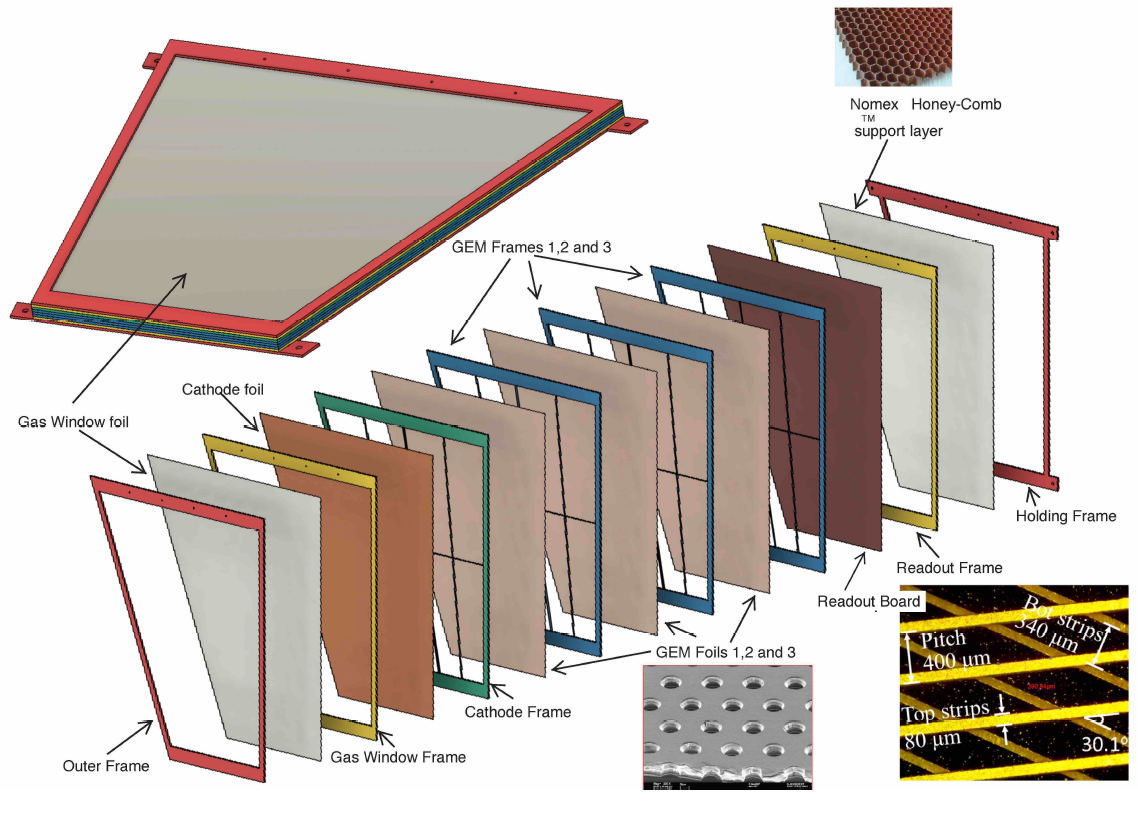 Nomex Honey-Comb
TM
support layer
GEM Frames 1,2 and 3
Cathode foil
Gas Window foil
Holding Frame
Readout Frame
Readout Board
GEM Foils 1,2 and 3
Cathode Frame
Gas Window Frame
Outer Frame
Bot strips
340 µm
Pitch
400 µm
Top strips
80 µm
30.1°